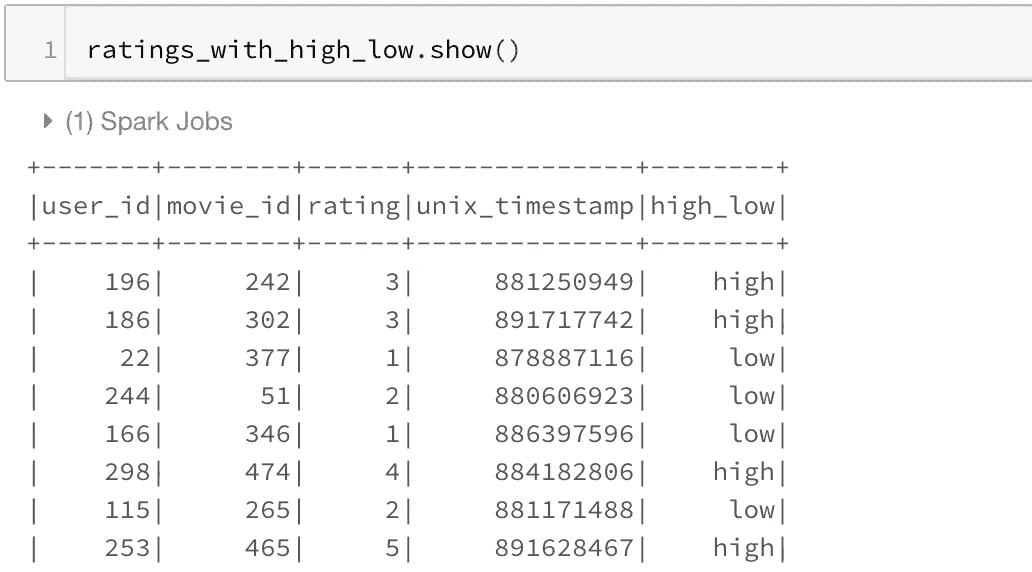 1 ratings_with_high_low.show()
(1) Spark Jobs
+-------+--------+------+--------------+--------+
|user_id|movie_id|rating|unix_timestamp|high_low|
+-------+--------+------+--------------+--------+
|    196|     242|     3|     881250949|    high|
|    186|     302|     3|     891717742|    high|
|     22|     377|     1|     878887116|     low|
|    244|      51|     2|     880606923|     low|
|    166|     346|     1|     886397596|     low|
|    298|     474|     4|     884182806|    high|
|    115|     265|     2|     881171488|     low|
|    253|     465|     5|     891628467|    high|